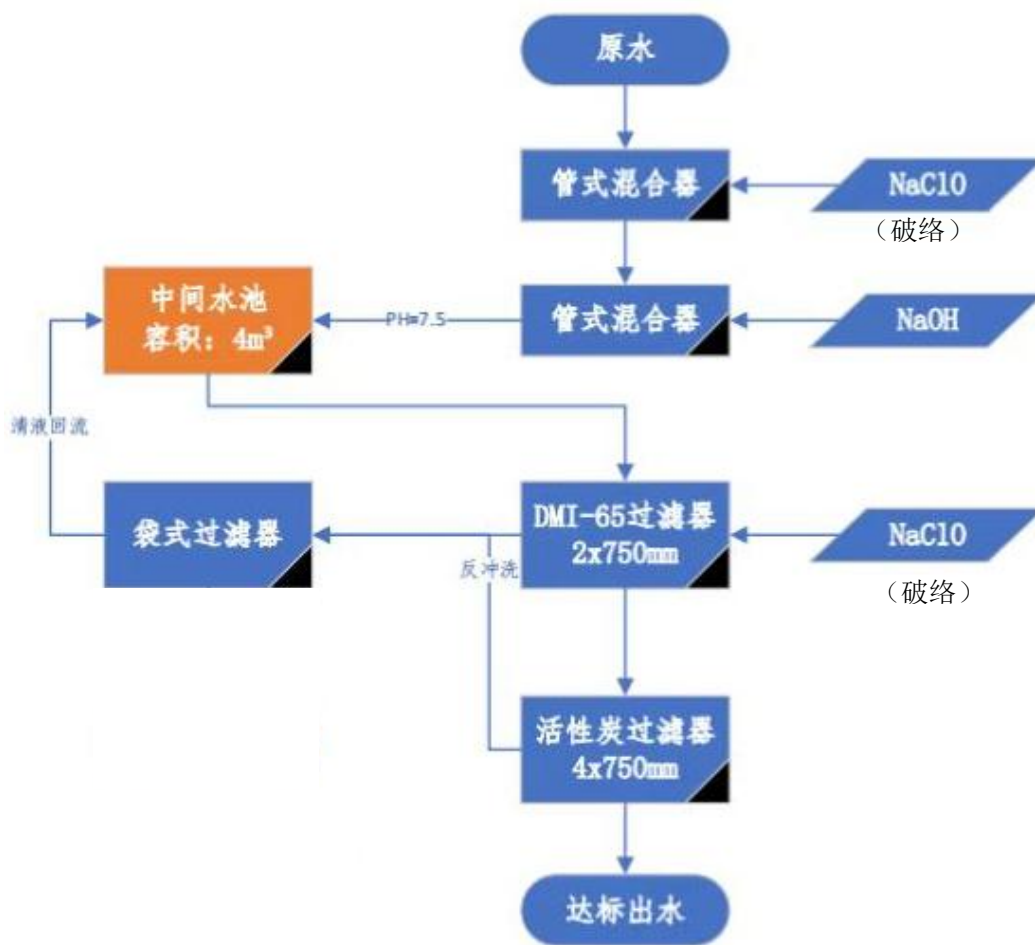 原水
管式混合器
NaClO
（破络）
中间水池
容积：4m³
PH=7.5
管式混合器
NaOH
清液回流
袋式过滤器
反冲洗
DMI-65过滤器
2x750mm
NaClO
（破络）
活性炭过滤器
4x750mm
达标出水